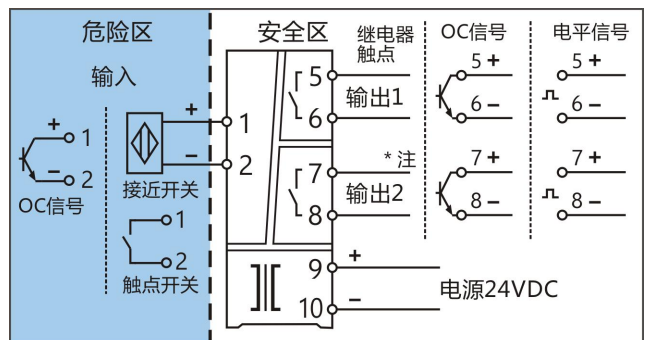 危险区
安全区
继电器
触点
OC信号
电平信号
输入
+
1
−
2
OC信号
+
−
接近开关
1
2
触点开关
1
2
5
6
输出1
7
8
* 注
输出2
9
10
+
−
电源24VDC
5 +
6 −
7 +
8 −
5 +
6 −
7 +
8 −